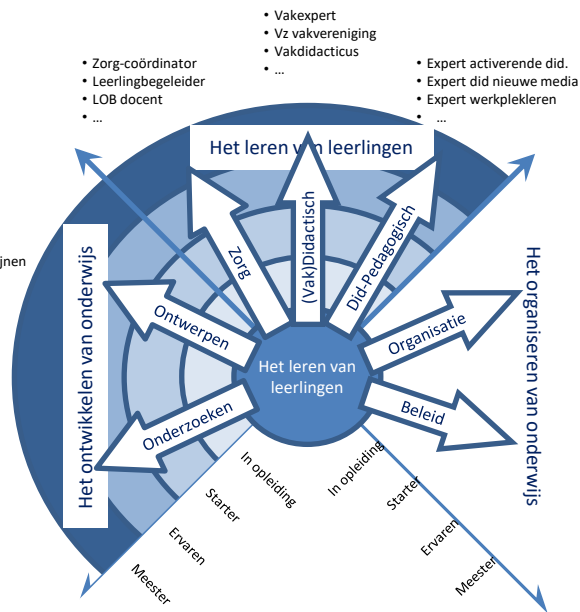 • Vakexpert
• Vz vakvereniging
• Vakdidacticus
• ...
• Zorg-coördinator
• Leerlingbegeleider
• LOB docent
• ...
• Expert activerende did.
• Expert did nieuwe media
• Expert werkplekleren
• ...
Het leren van leerlingen
Zorg
(Vak)Didactisch
Did-Pedagogisch
jnen
Het ontwikkelen van onderwijs
Ontwerpen
Onderzoeken
Het leren van
leerlingen
Organisatie
Beleid
Het organiseren van onderwijs
In opleiding
Starter
Ervaren
Meester
In opleiding
Starter
Ervaren
Meester